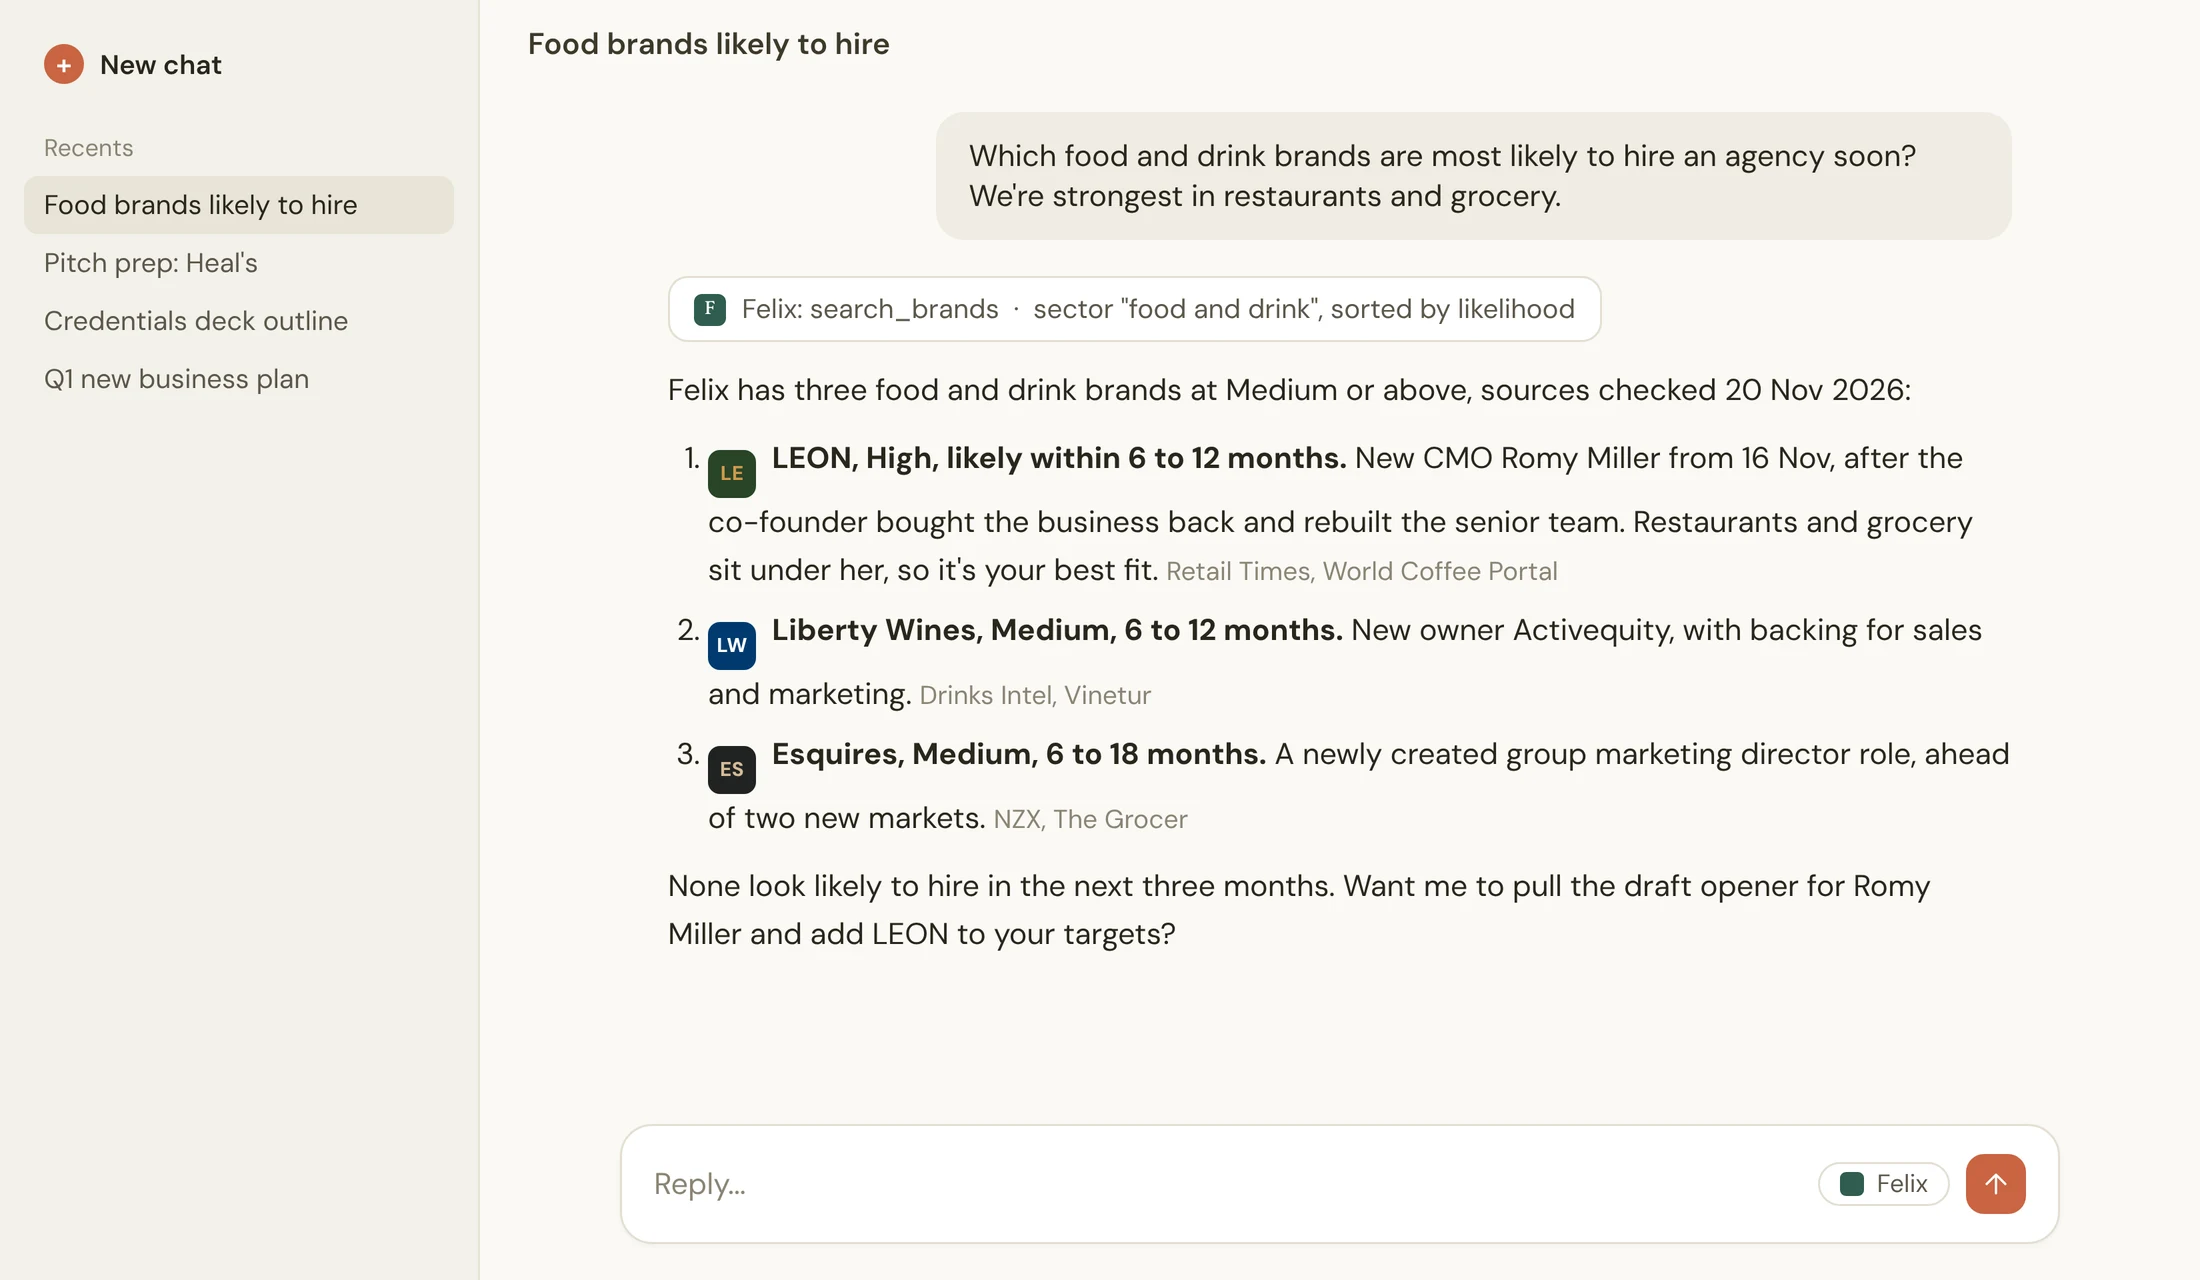 + New chat
Recents
Food brands likely to hire
Pitch prep: Heal's
Credentials deck outline
Q1 new business plan
Food brands likely to hire
Which food and drink brands are most likely to hire an agency soon?
We're strongest in restaurants and grocery.
F Felix: search_brands · sector "food and drink", sorted by likelihood
Felix has three food and drink brands at Medium or above, sources checked 20 Nov 2026:
1. LE LEON, High, likely within 6 to 12 months. New CMO Romy Miller from 16 Nov, after the
co-founder bought the business back and rebuilt the senior team. Restaurants and grocery
sit under her, so it's your best fit. Retail Times, World Coffee Portal
2. LW Liberty Wines, Medium, 6 to 12 months. New owner Activequity, with backing for sales
and marketing. Drinks Intel, Vinetur
3. ES Esquires, Medium, 6 to 18 months. A newly created group marketing director role, ahead
of two new markets. NZX, The Grocer
None look likely to hire in the next three months. Want me to pull the draft opener for Romy
Miller and add LEON to your targets?
Reply...
Felix